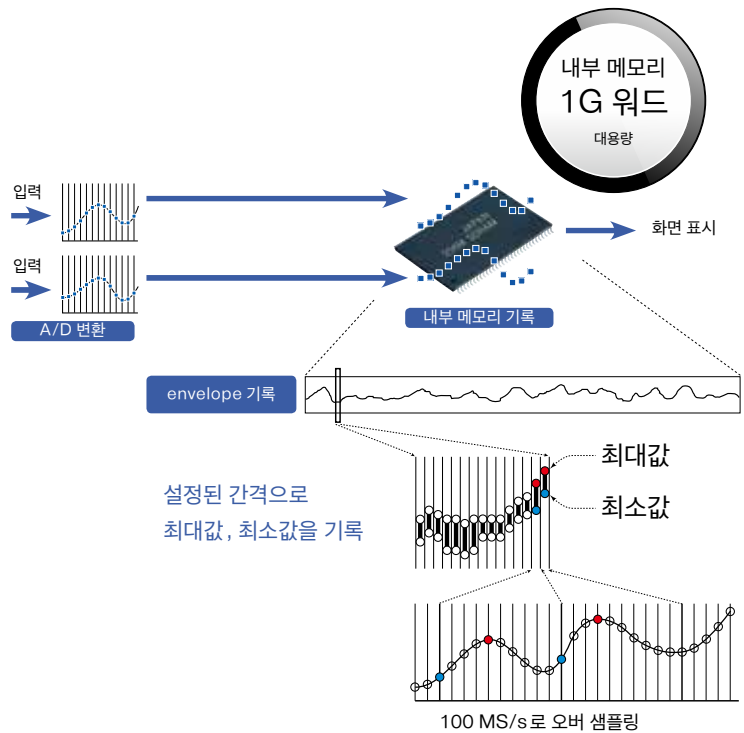 내부 메모리
1G 워드
대용량
입력
입력
A/D 변환
화면 표시
내부 메모리 기록
envelope 기록
최대값
최소값
설정된 간격으로
최대값, 최소값을 기록
100 MS/s로 오버 샘플링